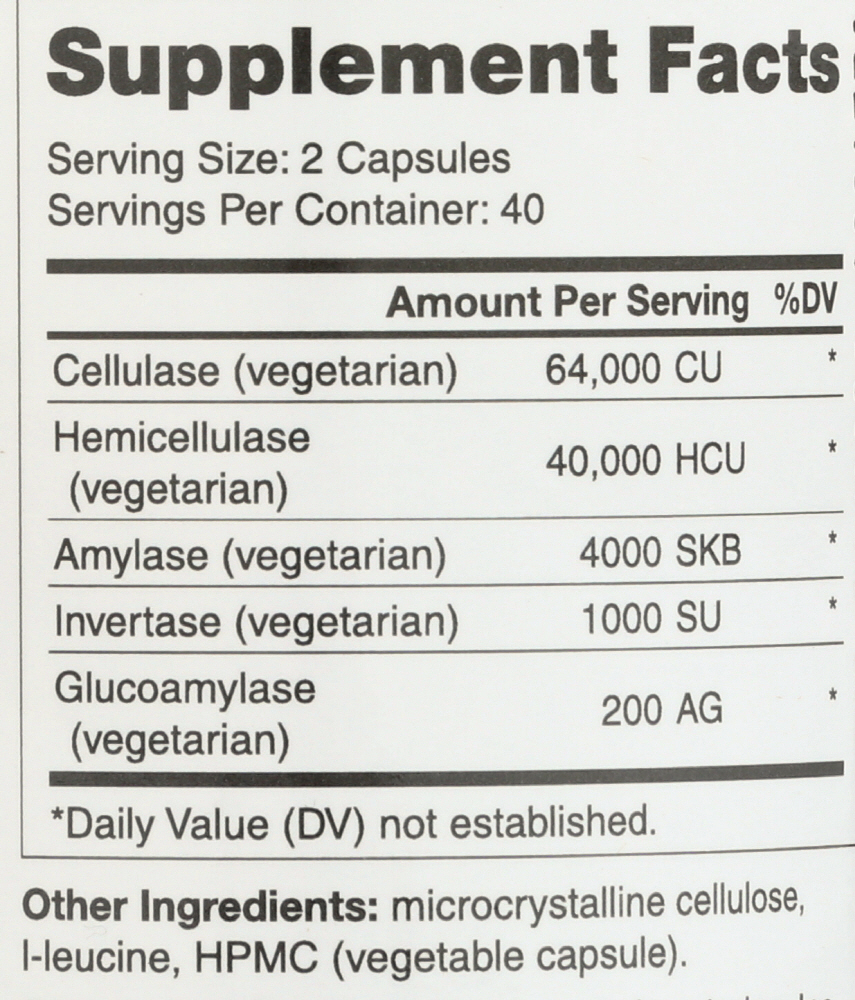 Supplement Facts
Serving Size: 2 Capsules
Servings Per Container: 40
Amount Per Serving %DV
Cellulase (vegetarian) 64,000 CU *
Hemicellulase
(vegetarian) 40,000 HCU *
Amylase (vegetarian) 4000 SKB *
Invertase (vegetarian) 1000 SU *
Glucoamylase
(vegetarian) 200 AG *
*Daily Value (DV) not established.
Other Ingredients: microcrystalline cellulose,
l-leucine, HPMC (vegetable capsule).